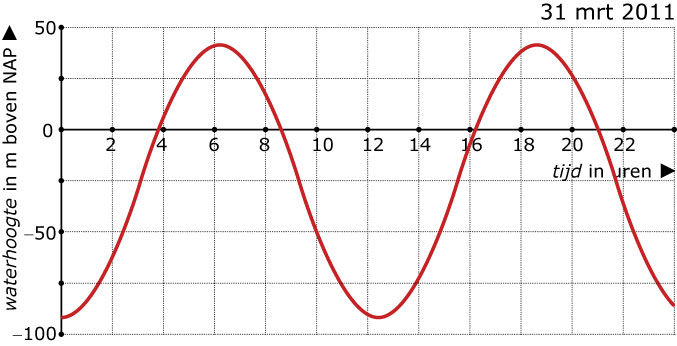 31 mrt 2011
waterhoogte in m boven NAP ▲
50
0
−50
−100
2 4 6 8 10 12 14 16 18 20 22
tijd in uren ▶